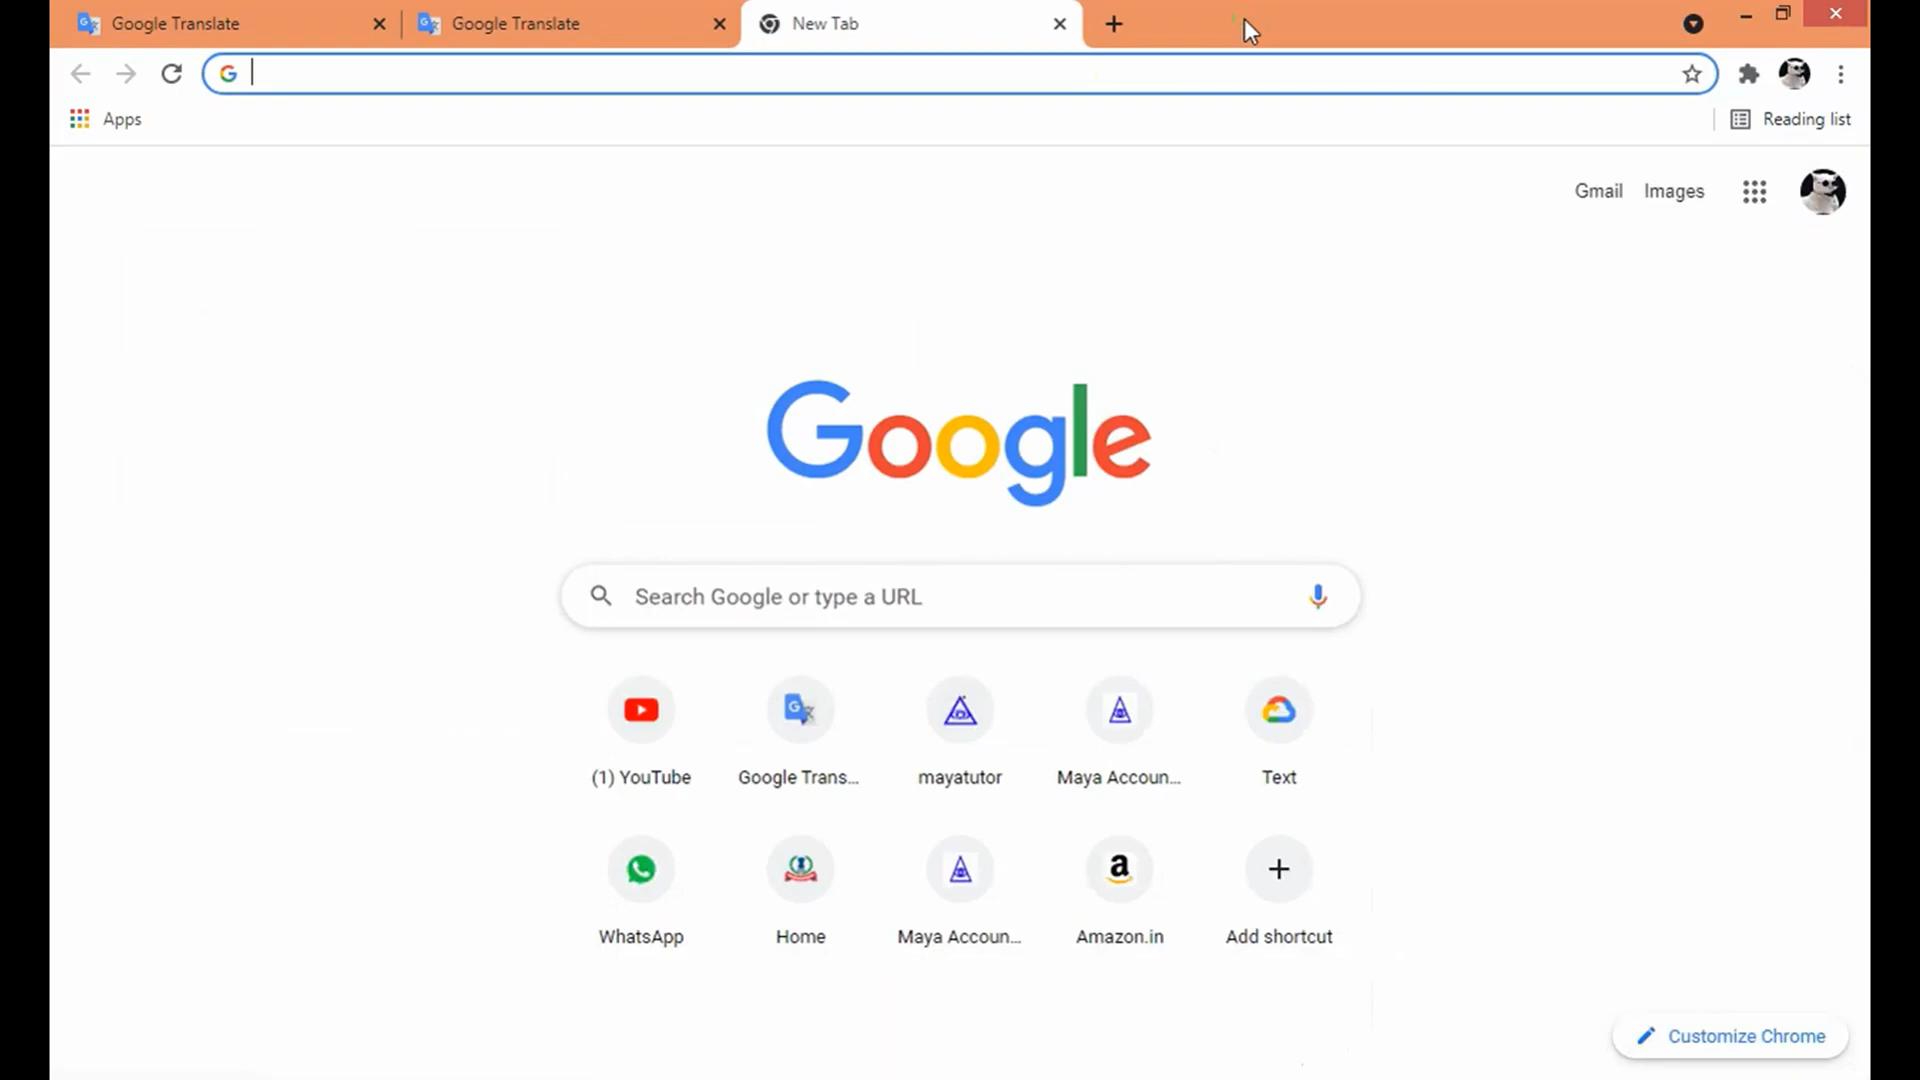 Google Translate
Google Translate
New Tab
Apps
Reading list
Gmail Images
Google
Search Google or type a URL
(1) YouTube
Google Trans...
mayatutor
Maya Accoun...
Text
WhatsApp
Home
Maya Accoun...
Amazon.in
Add shortcut
Customize Chrome